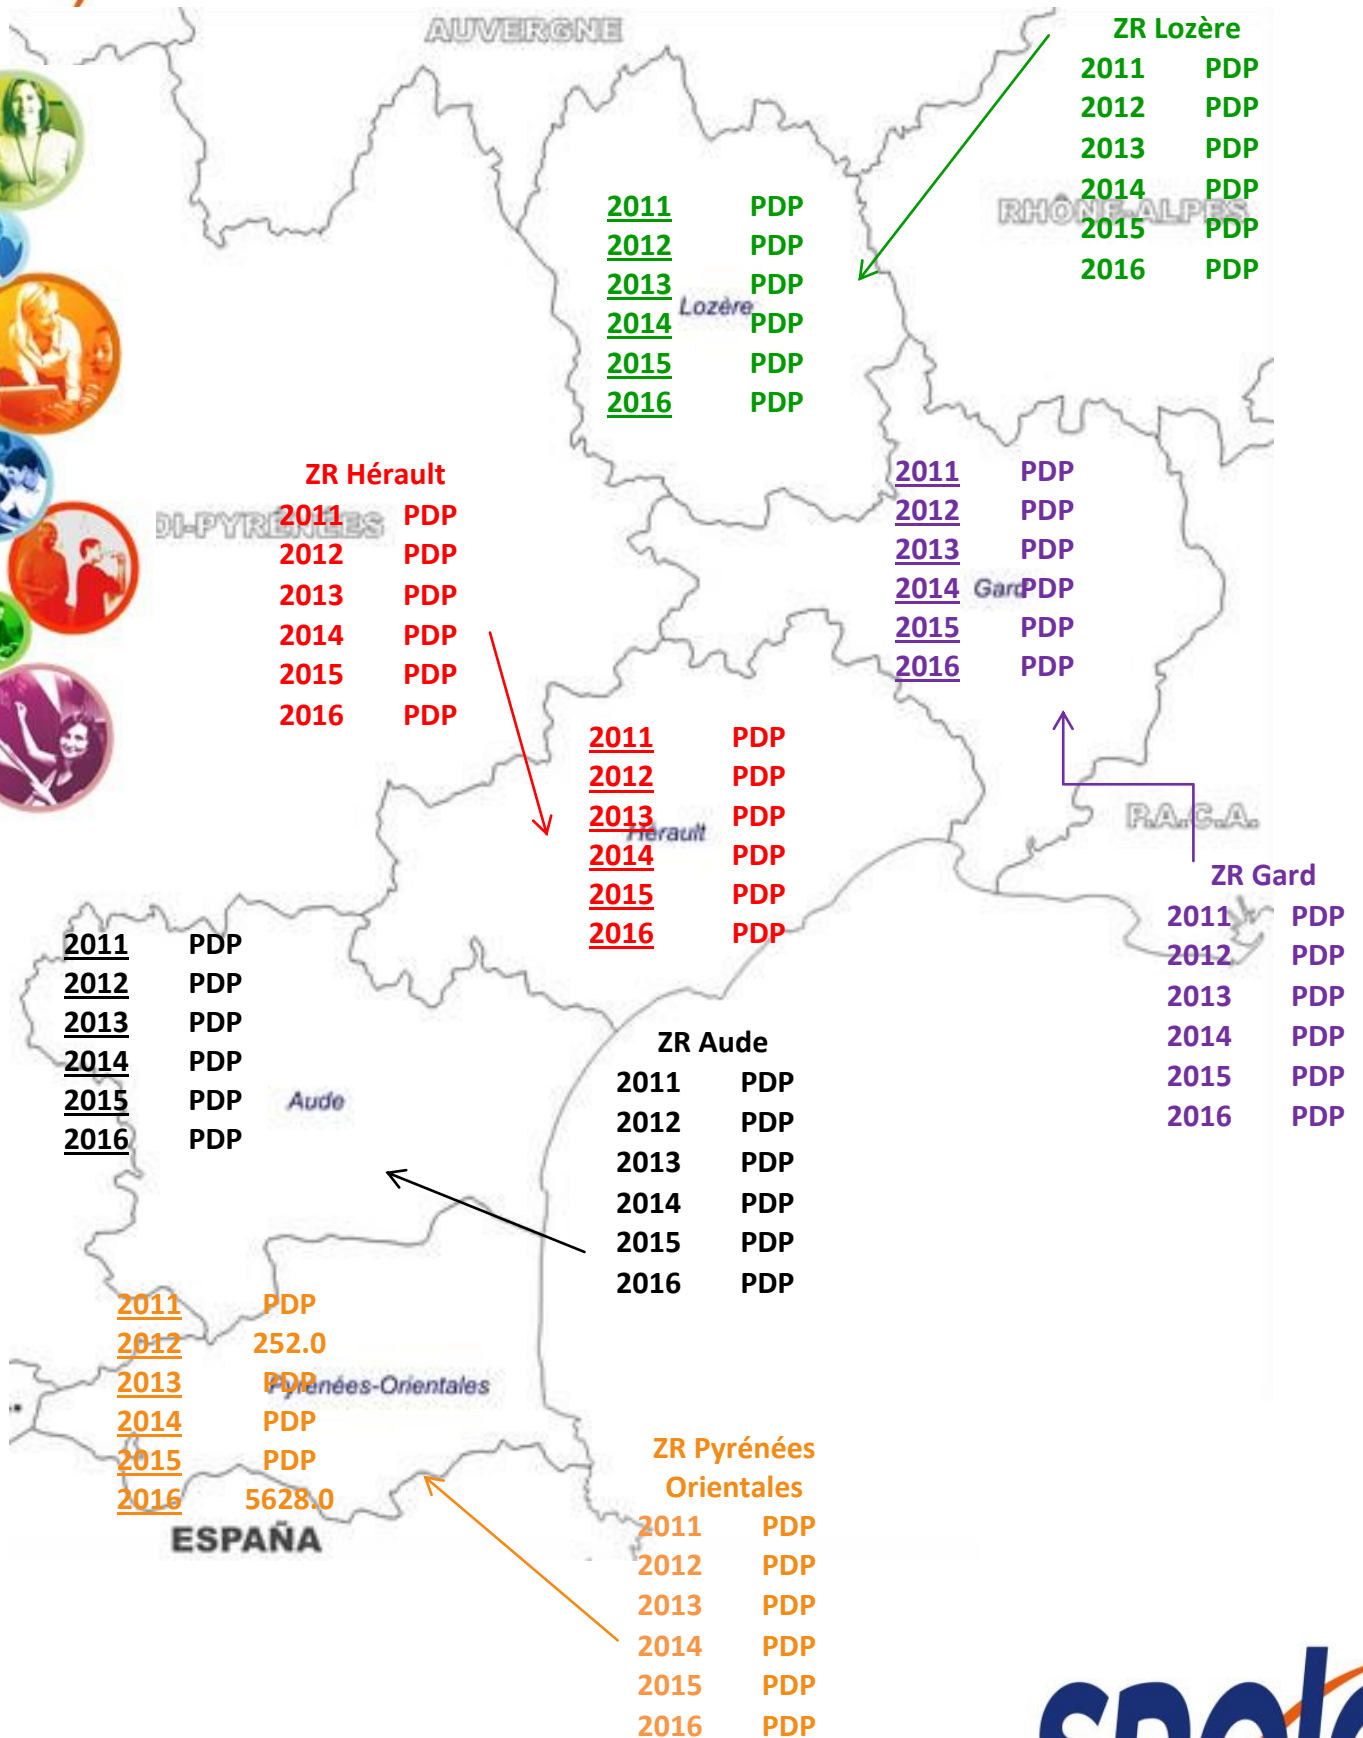 AUVERGNE
ZR Lozère
2011 PDP
2012 PDP
2013 PDP
2014 PDP
2015 PDP
2016 PDP
RHÔNE-ALPES
2011 PDP
2012 PDP
2013 PDP
2014 PDP
2015 PDP
2016 PDP
Lozère
ZR Hérault
2011 PDP
2012 PDP
2013 PDP
2014 PDP
2015 PDP
2016 PDP
DI-PYRÉNÉES
2011 PDP
2012 PDP
2013 PDP
2014 PDP
2015 PDP
2016 PDP
Gard
2011 PDP
2012 PDP
2013 PDP
2014 PDP
2015 PDP
2016 PDP
Hérault
P.A.C.A.
ZR Gard
2011 PDP
2012 PDP
2013 PDP
2014 PDP
2015 PDP
2016 PDP
2011 PDP
2012 PDP
2013 PDP
2014 PDP
2015 PDP
2016 PDP
Aude
ZR Aude
2011 PDP
2012 PDP
2013 PDP
2014 PDP
2015 PDP
2016 PDP
2011 PDP
2012 252.0
2013 PDP
2014 PDP
2015 PDP
2016 5628.0
Pyrénées-Orientales
ESPAÑA
ZR Pyrénées
Orientales
2011 PDP
2012 PDP
2013 PDP
2014 PDP
2015 PDP
2016 PDP